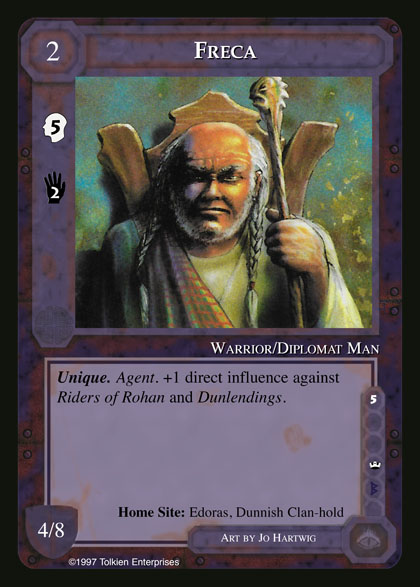 2
FRECA
5
2
WARRIOR/DIPLOMAT MAN
Unique. Agent. +1 direct influence against
Riders of Rohan and Dunlendings.
5
Home Site: Edoras, Dunnish Clan-hold
4/8
ART BY JO HARTWIG
©1997 Tolkien Enterprises